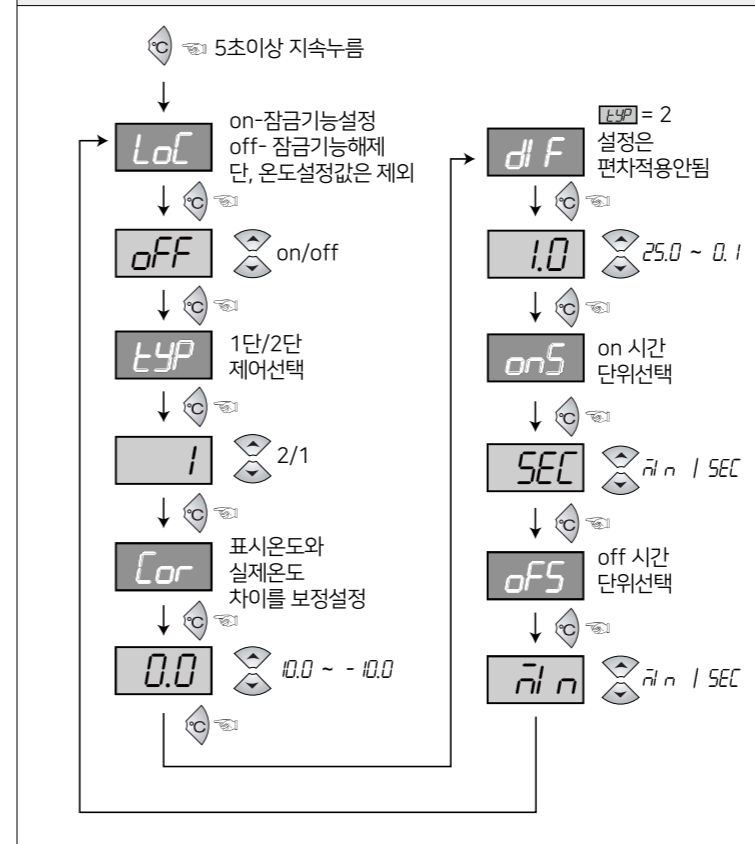 ℃ 5초이상 지속누름
LoC
on-잠금기능설정
off- 잠금기능해제
단, 온도설정값은 제외
℃
oFF
on/off
℃
tYP
1단/2단
제어선택
℃
1
2/1
℃
Cor
표시온도와
실제온도
차이를 보정설정
℃
0.0
10.0 ~ - 10.0
℃
dIF
tYP = 2
설정은
편차적용안됨
℃
1.0
25.0 ~ 0.1
℃
onS
on 시간
단위선택
℃
SEC
mIn / SEC
℃
oFS
off 시간
단위선택
℃
mIn
mIn / SEC